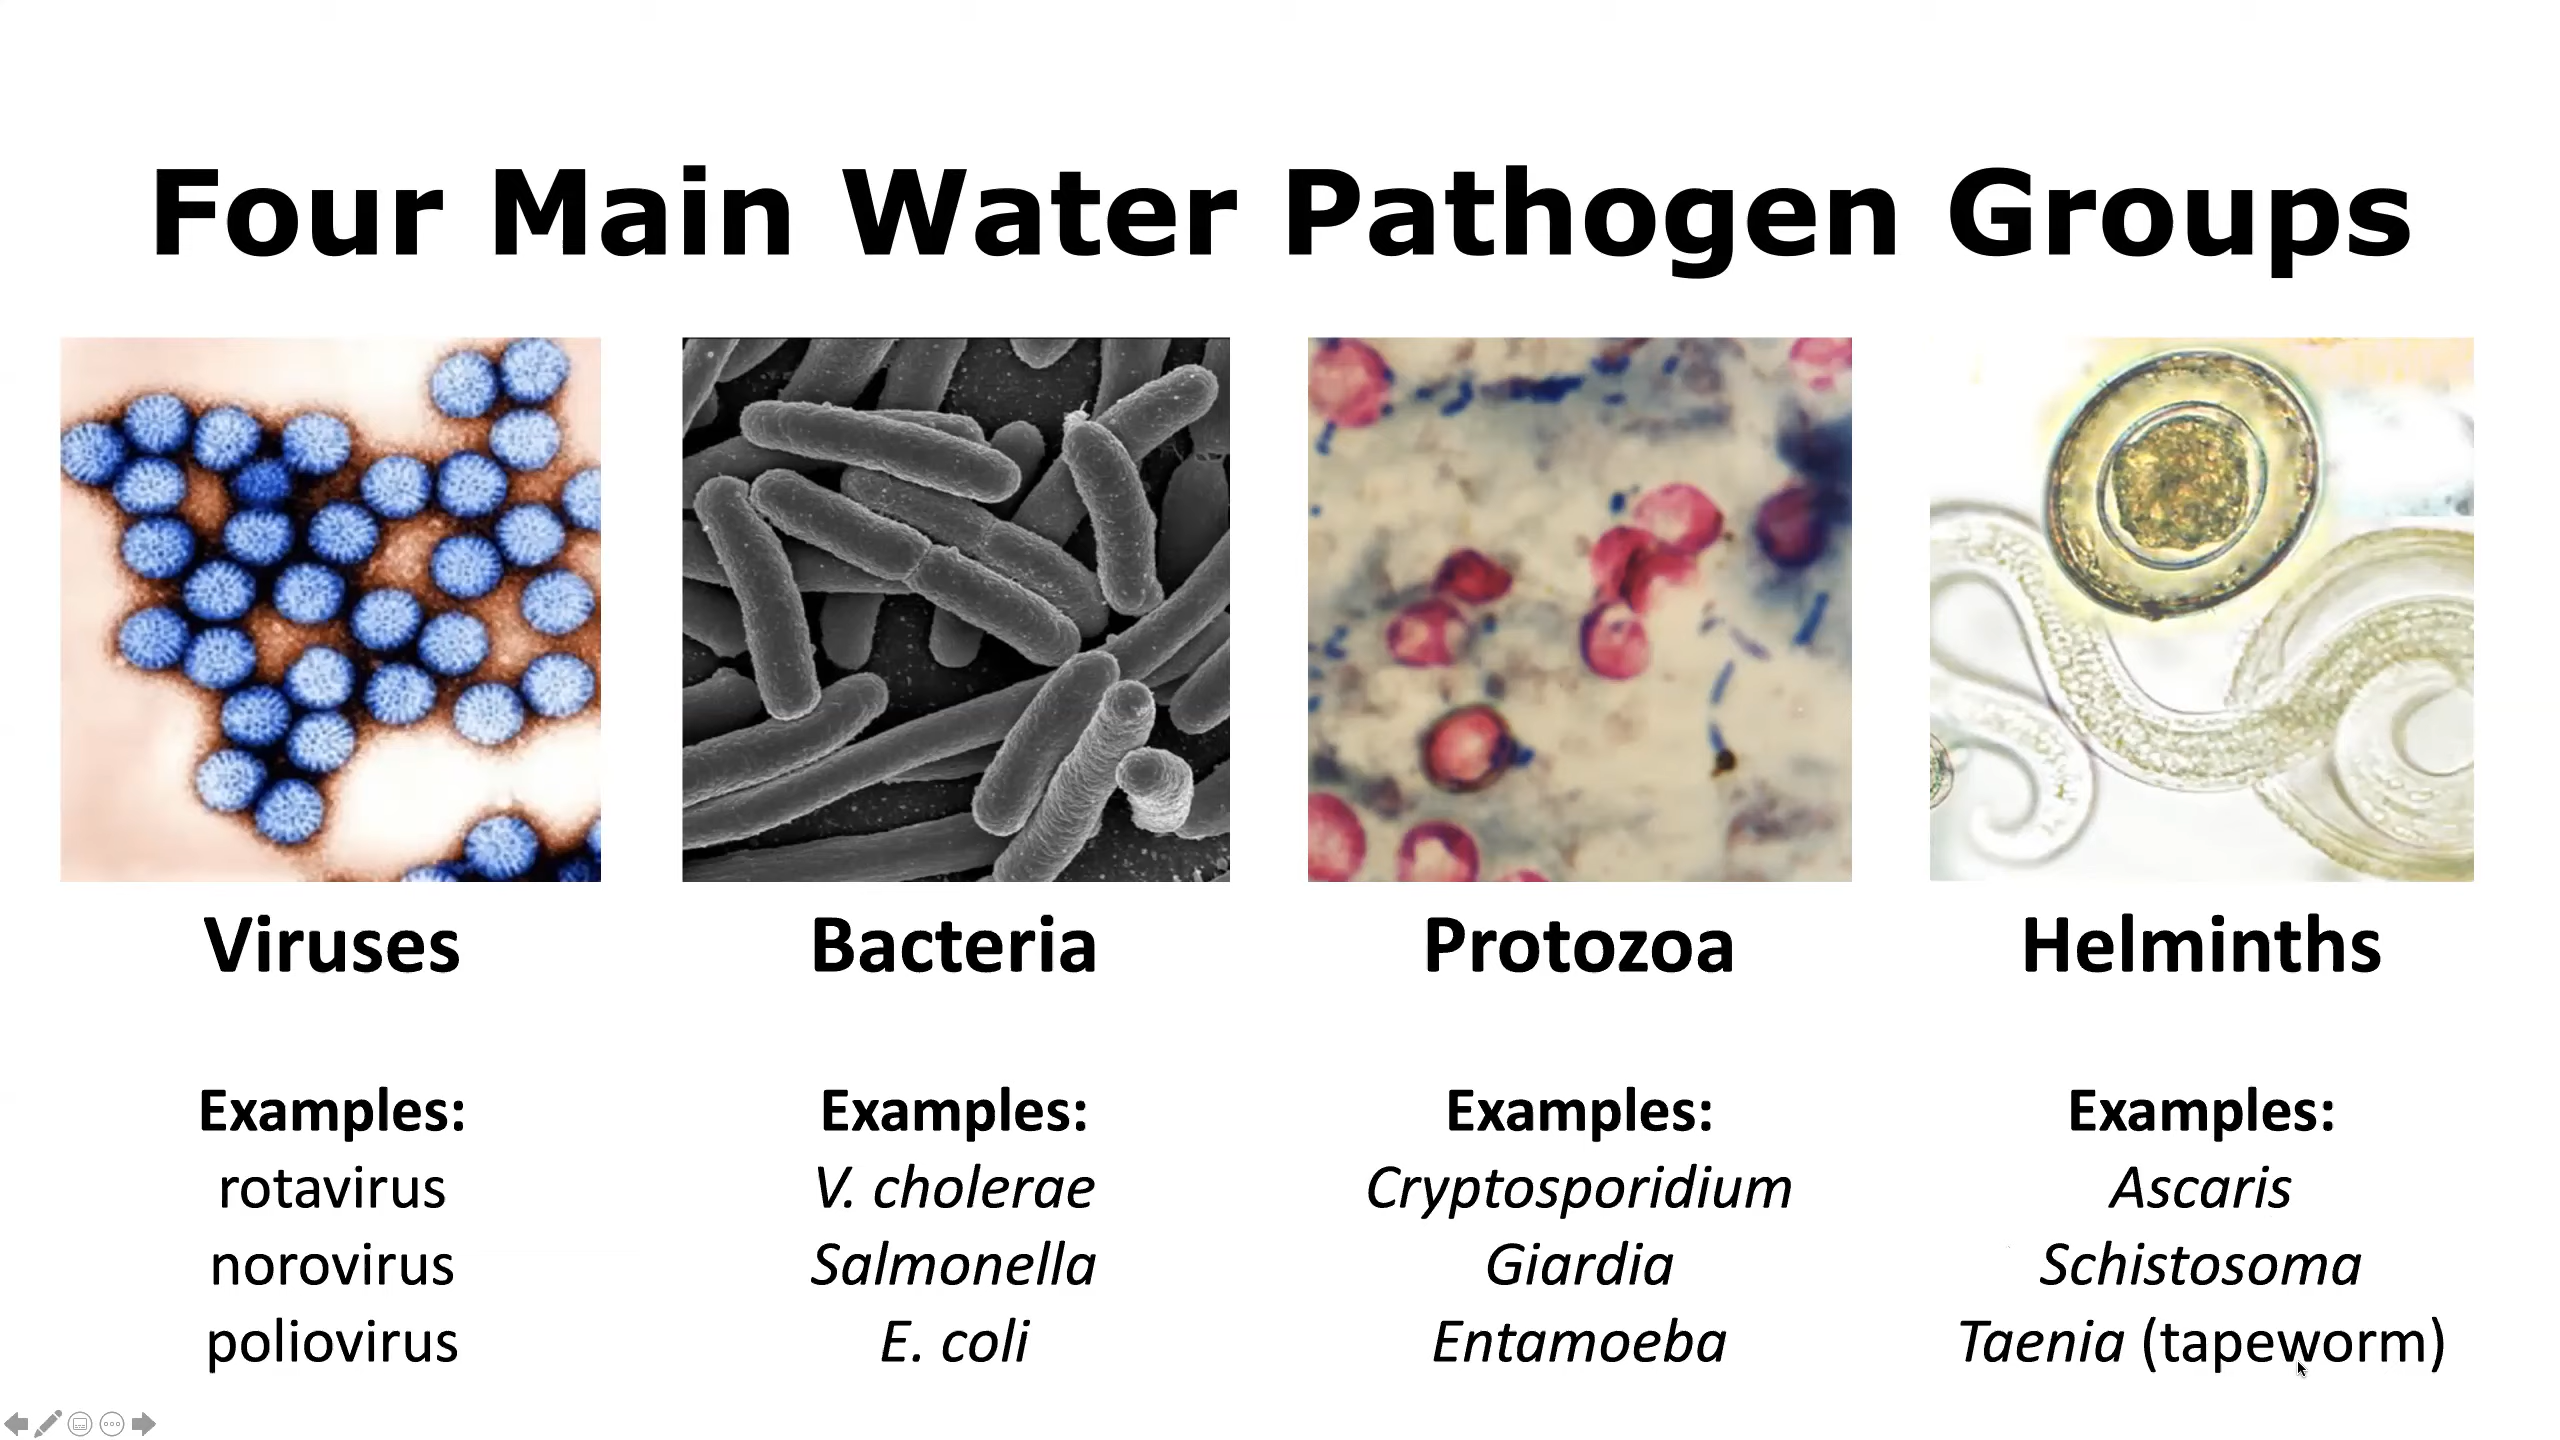 Four Main Water Pathogen Groups
Viruses
Examples:
rotavirus
norovirus
poliovirus
Bacteria
Examples:
V. cholerae
Salmonella
E. coli
Protozoa
Examples:
Cryptosporidium
Giardia
Entamoeba
Helminths
Examples:
Ascaris
Schistosoma
Taenia (tapeworm)